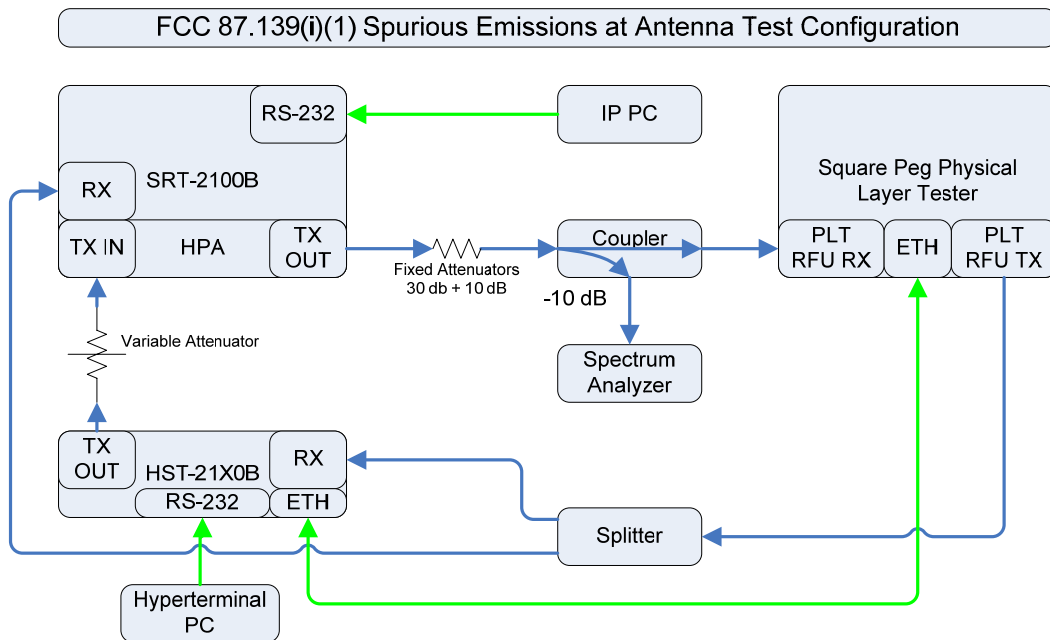 FCC 87.139(i)(1) Spurious Emissions at Antenna Test Configuration
RS-232
IP PC
SRT-2100B
RX
TX IN
HPA
TX
OUT
Fixed Attenuators
30 db + 10 dB
Coupler
-10 dB
Spectrum
Analyzer
Square Peg Physical
Layer Tester
PLT
RFU RX
ETH
PLT
RFU TX
Variable Attenuator
TX
OUT
HST-21X0B
RX
RS-232
ETH
Splitter
Hyperterminal
PC